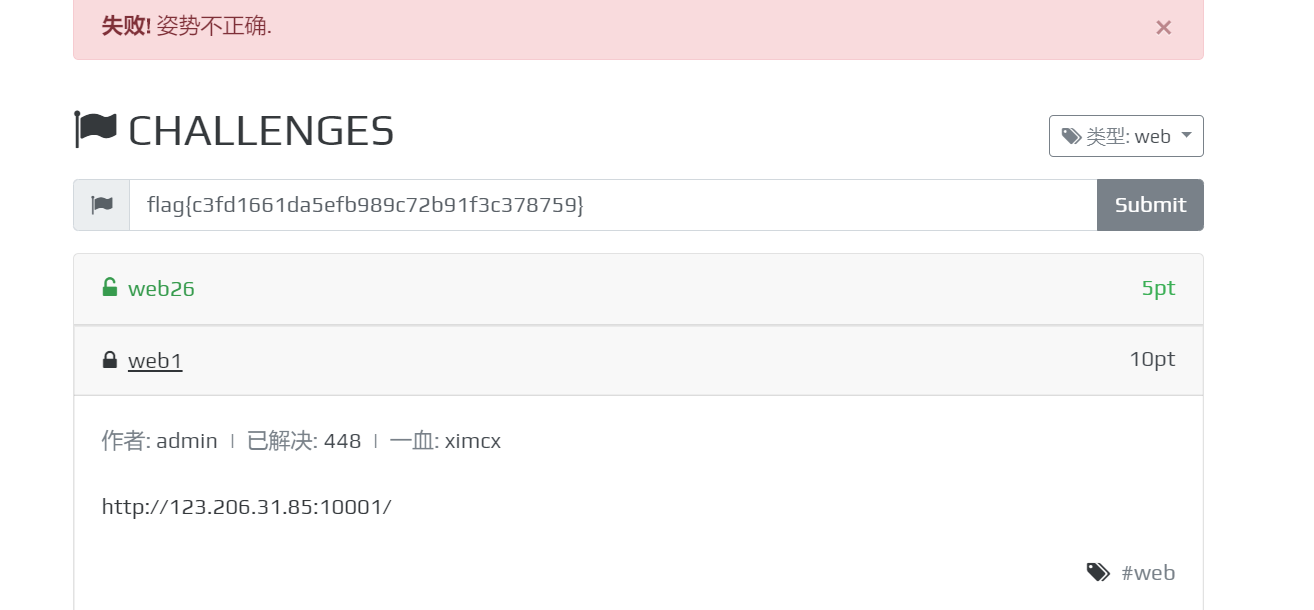 失败! 姿势不正确.
×
CHALLENGES
类型: web
flag{c3fd1661da5efb989c72b91f3c378759}
Submit
web26 5pt
web1 10pt
作者: admin | 已解决: 448 | 一血: ximcx
http://123.206.31.85:10001/
#web